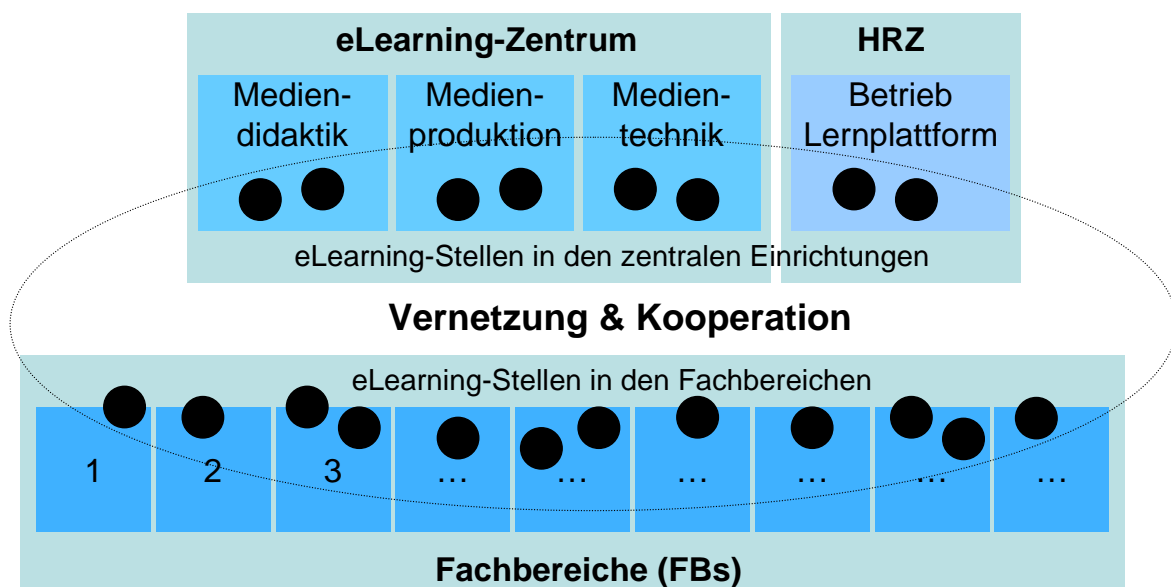 eLearning-Zentrum
HRZ
Medien-
didaktik
Medien-
produktion
Medien-
technik
Betrieb
Lernplattform
eLearning-Stellen in den zentralen Einrichtungen
Vernetzung & Kooperation
eLearning-Stellen in den Fachbereichen
1
2
3
…
…
…
…
…
…
Fachbereiche (FBs)